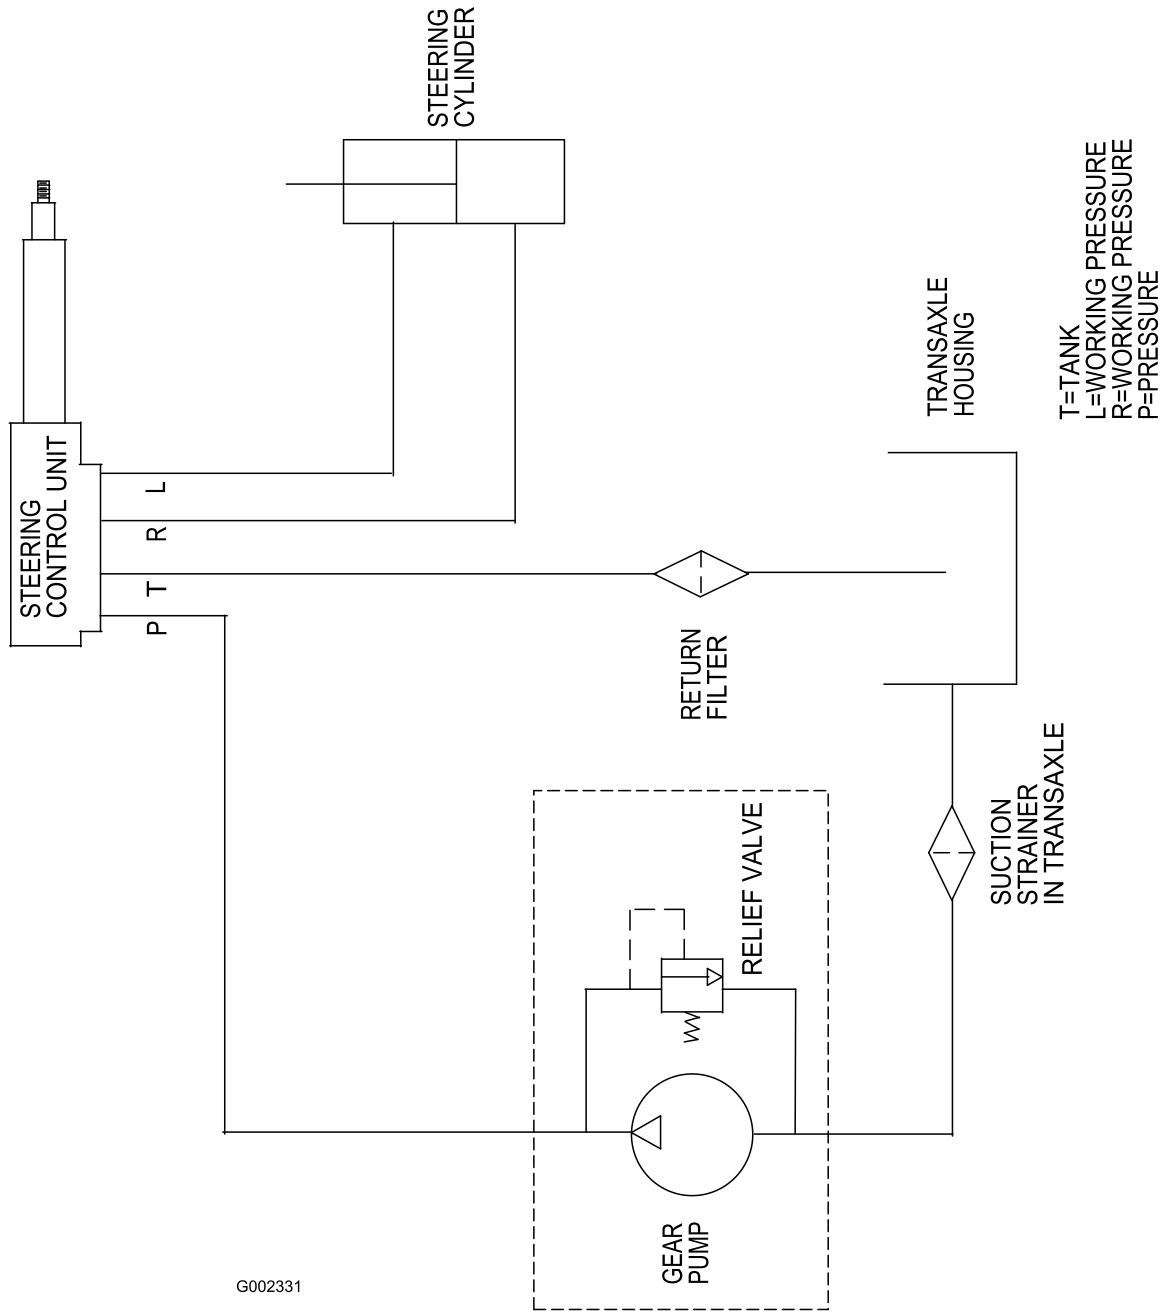 STEERING
CYLINDER
STEERING
CONTROL UNIT
L
R
T
P
TRANSAXLE
HOUSING
T=TANK
L=WORKING PRESSURE
R=WORKING PRESSURE
P=PRESSURE
RETURN
FILTER
SUCTION
STRAINER
IN TRANSAXLE
RELIEF VALVE
GEAR
PUMP
G002331